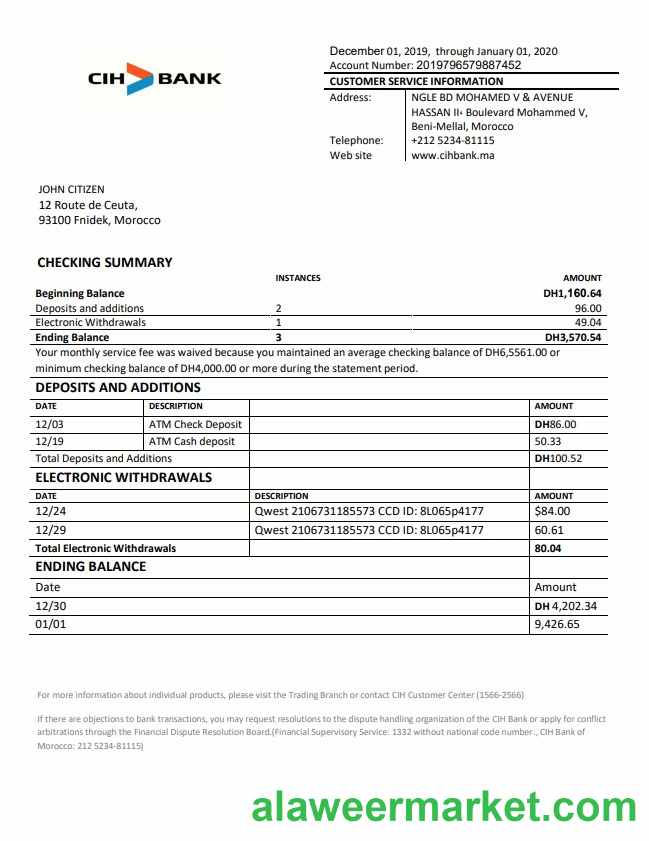 CIH BANK
December 01, 2019, through January 01, 2020
Account Number: 2019796579887452
CUSTOMER SERVICE INFORMATION
Address: NGLE BD MOHAMED V & AVENUE
HASSAN II، Boulevard Mohammed V,
Beni-Mellal, Morocco
Telephone: +212 5234-81115
Web site www.cihbank.ma
JOHN CITIZEN
12 Route de Ceuta,
93100 Fnidek, Morocco
CHECKING SUMMARY
INSTANCES AMOUNT
Beginning Balance DH1,160.64
Deposits and additions 2 96.00
Electronic Withdrawals 1 49.04
Ending Balance 3 DH3,570.54
Your monthly service fee was waived because you maintained an average checking balance of DH6,5561.00 or
minimum checking balance of DH4,000.00 or more during the statement period.
DEPOSITS AND ADDITIONS
DATE DESCRIPTION AMOUNT
12/03 ATM Check Deposit DH86.00
12/19 ATM Cash deposit 50.33
Total Deposits and Additions DH100.52
ELECTRONIC WITHDRAWALS
DATE DESCRIPTION AMOUNT
12/24 Qwest 2106731185573 CCD ID: 8L065p4177 $84.00
12/29 Qwest 2106731185573 CCD ID: 8L065p4177 60.61
Total Electronic Withdrawals 80.04
ENDING BALANCE
Date Amount
12/30 DH 4,202.34
01/01 9,426.65
For more information about individual products, please visit the Trading Branch or contact CIH Customer Center (1566-2566)
If there are objections to bank transactions, you may request resolutions to the dispute handling organization of the CIH Bank or apply for conflict
arbitrations through the Financial Dispute Resolution Board.(Financial Supervisory Service: 1332 without national code number., CIH Bank of
Morocco: 212 5234-81115)
alaweermarket.com